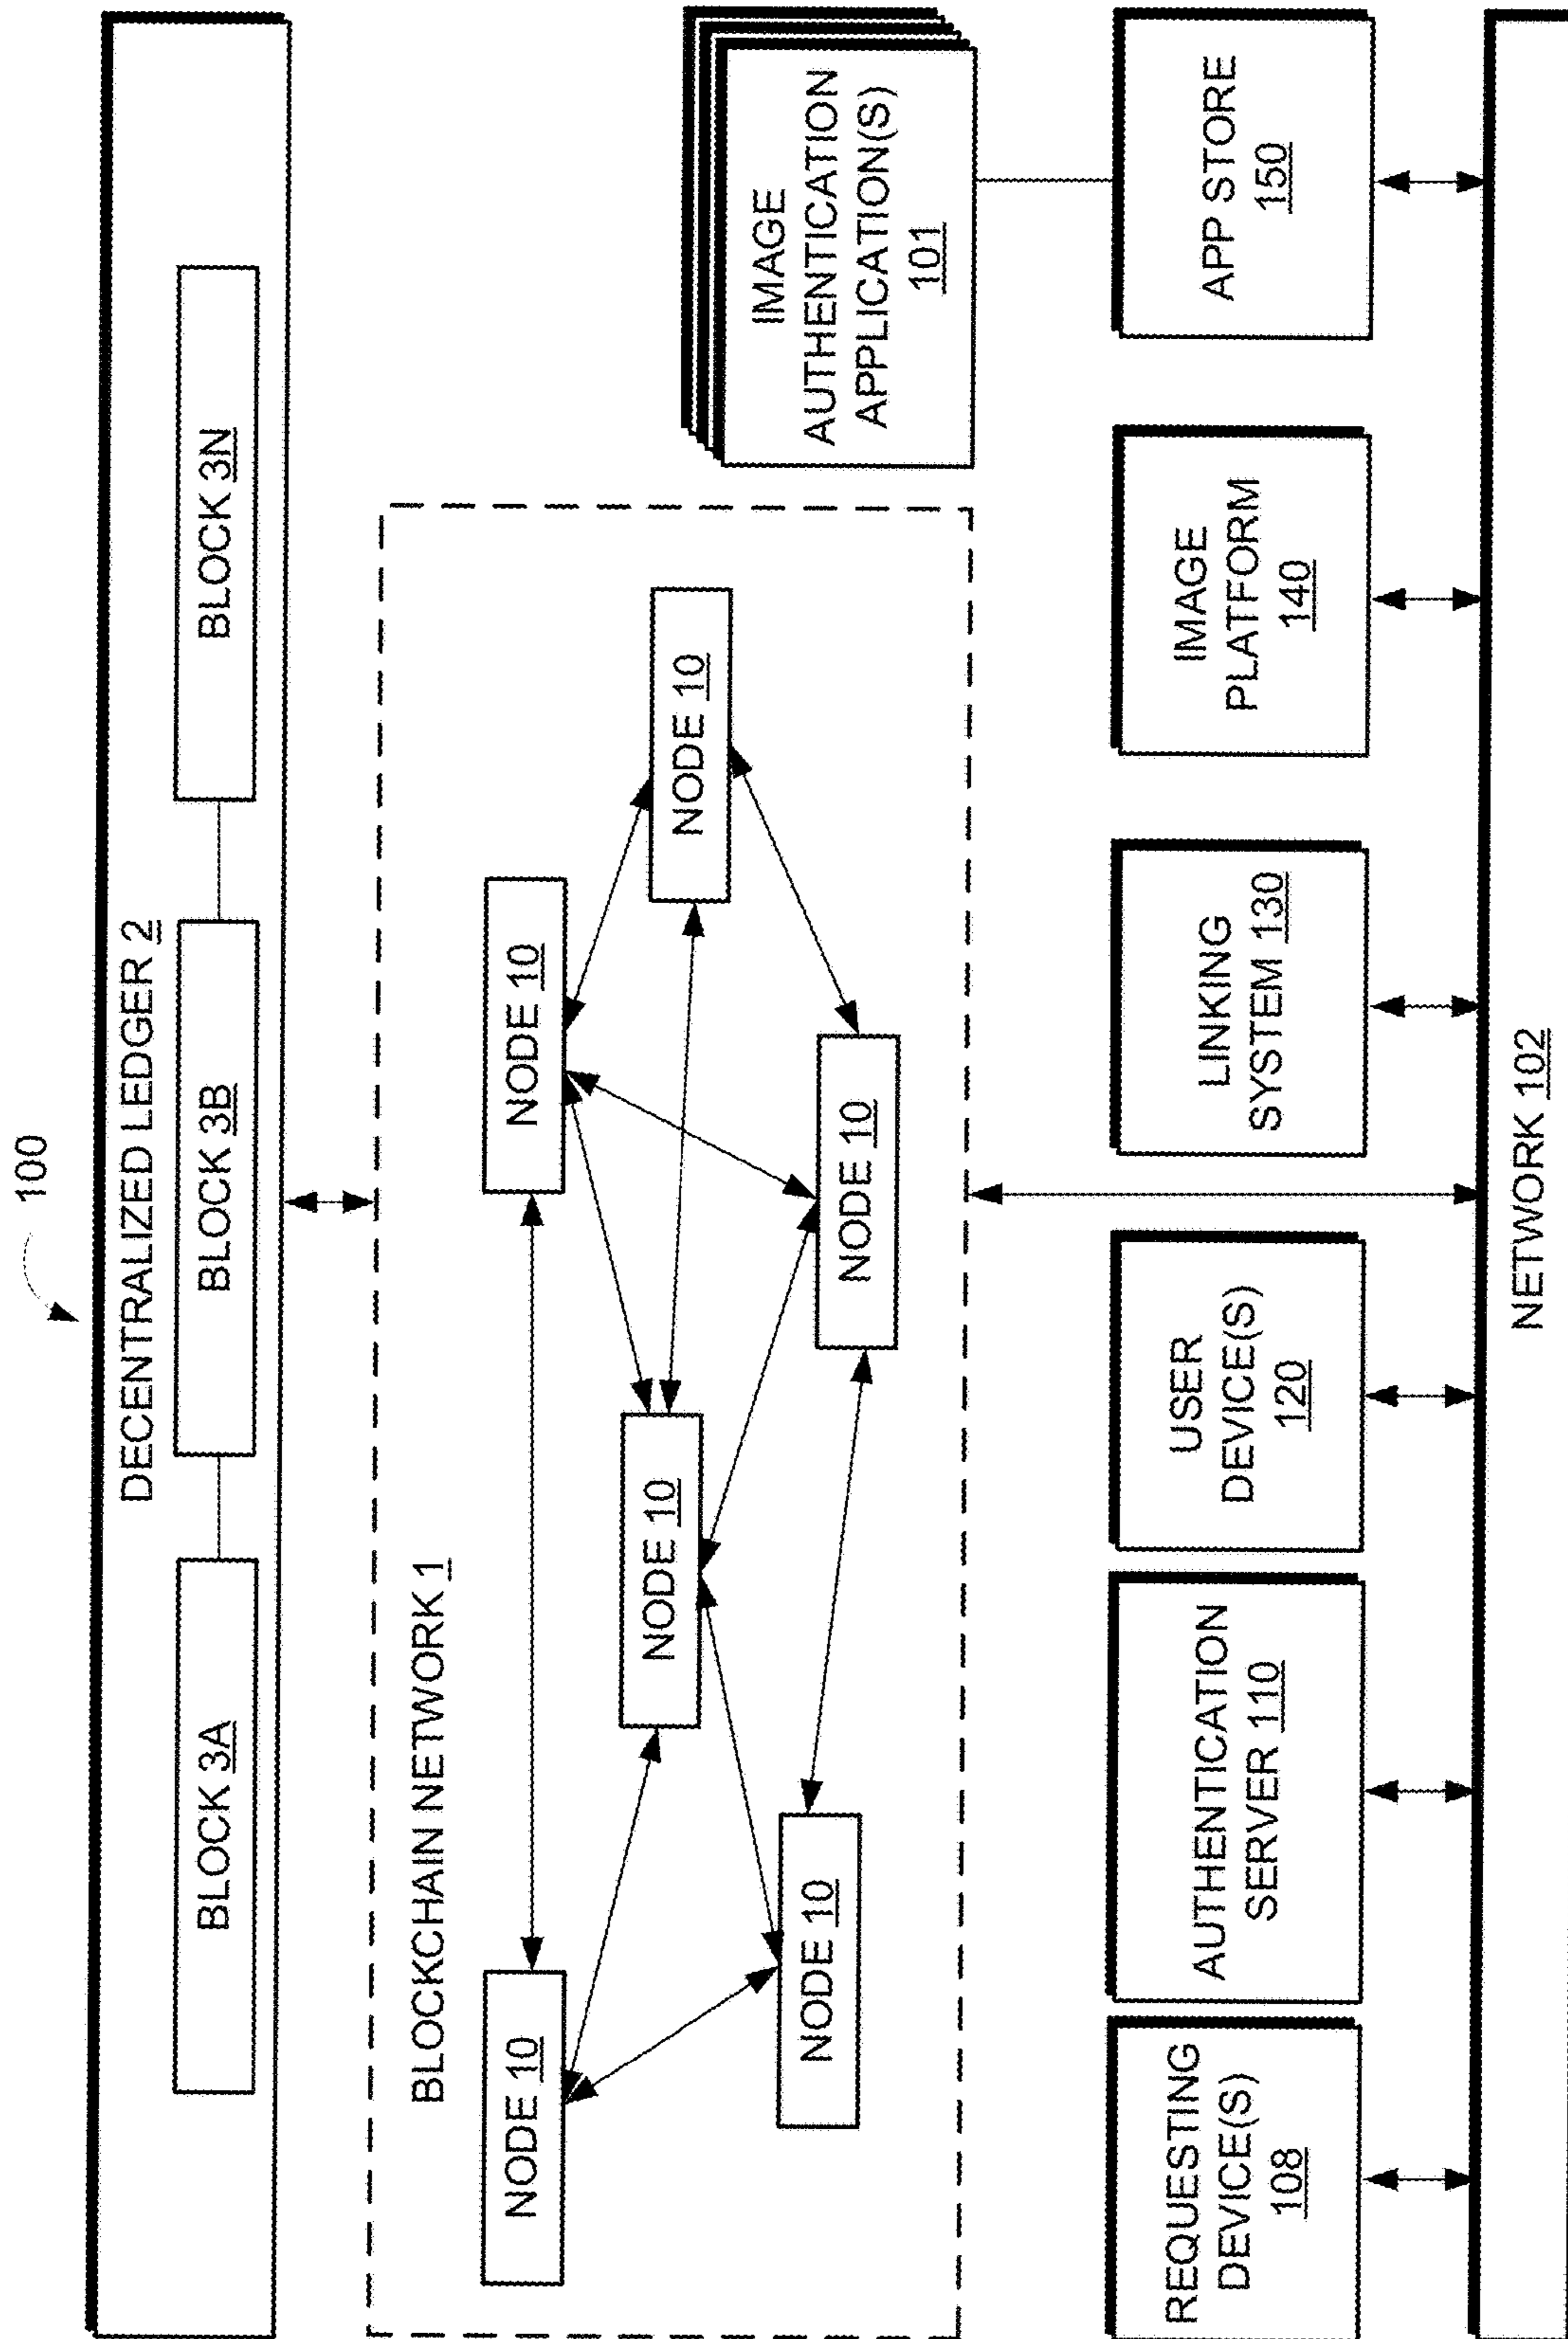 100
DECENTRALIZED LEDGER 2
BLOCK 3A
BLOCK 3B
BLOCK 3N
BLOCKCHAIN NETWORK 1
NODE 10
NODE 10
NODE 10
NODE 10
NODE 10
NODE 10
IMAGE
AUTHENTICATION
APPLICATION(S)
101
REQUESTING
DEVICE(S)
108
AUTHENTICATION
SERVER 110
USER
DEVICE(S)
120
LINKING
SYSTEM 130
IMAGE
PLATFORM
140
APP STORE
150
NETWORK 102